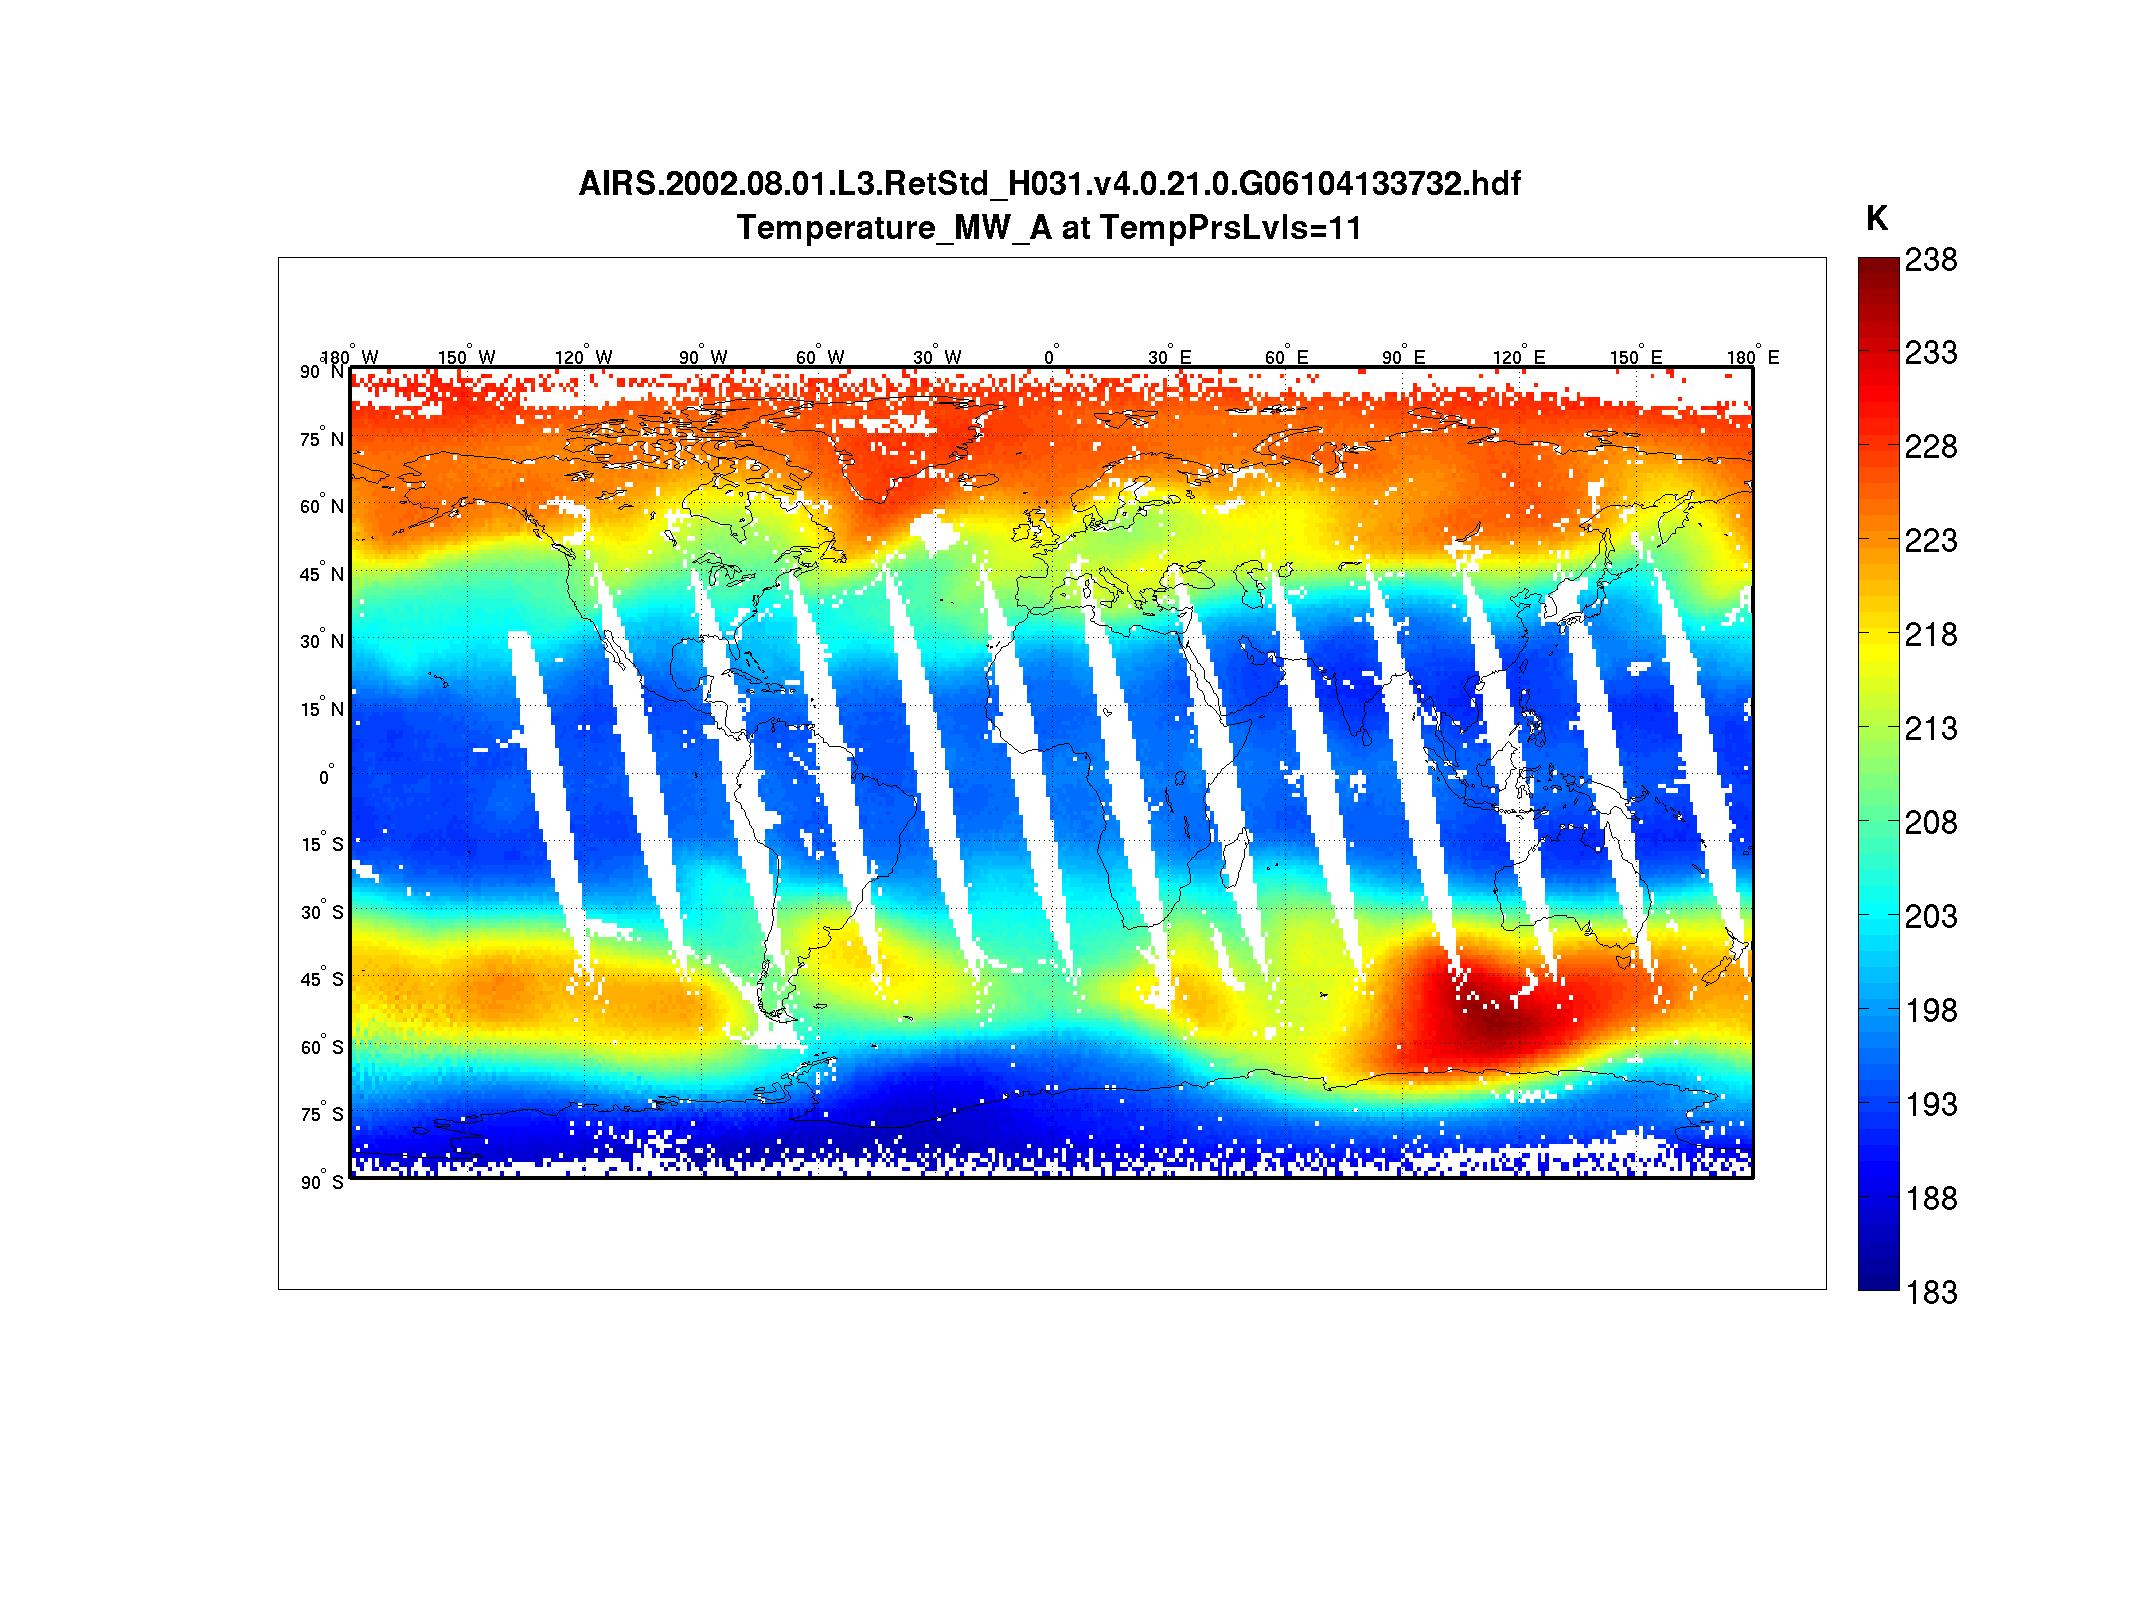 AIRS.2002.08.01.L3.RetStd_H031.v4.0.21.0.G06104133732.hdf
Temperature_MW_A at TempPrsLvls=11
K
180° W 150° W 120° W 90° W 60° W 30° W 0° 30° E 60° E 90° E 120° E 150° E 180° E
90° N
75° N
60° N
45° N
30° N
15° N
0°
15° S
30° S
45° S
60° S
75° S
90° S
238
233
228
223
218
213
208
203
198
193
188
183